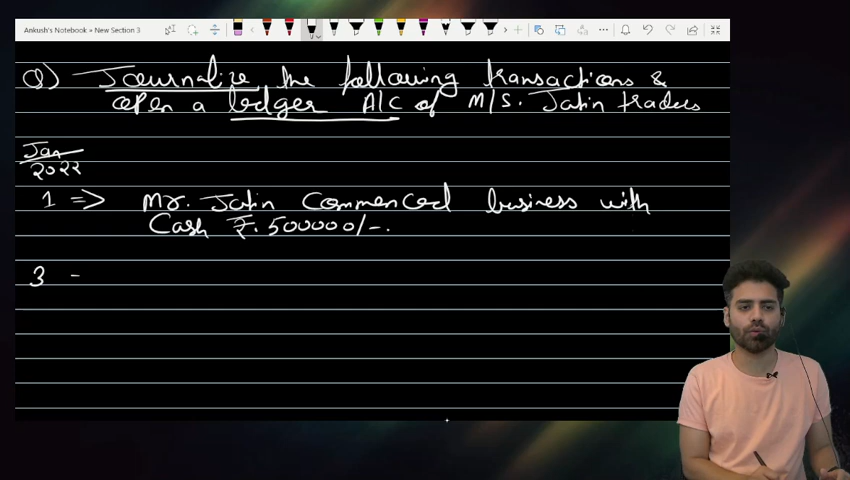 Ankush's Notebook » New Section 3
Q) Journalize the following transactions &
open a ledger A/C of M/S. Jatin traders
Jan
2022
1 => Mr. Jatin Commenced business with
Cash ₹. 500000/-.
3 -